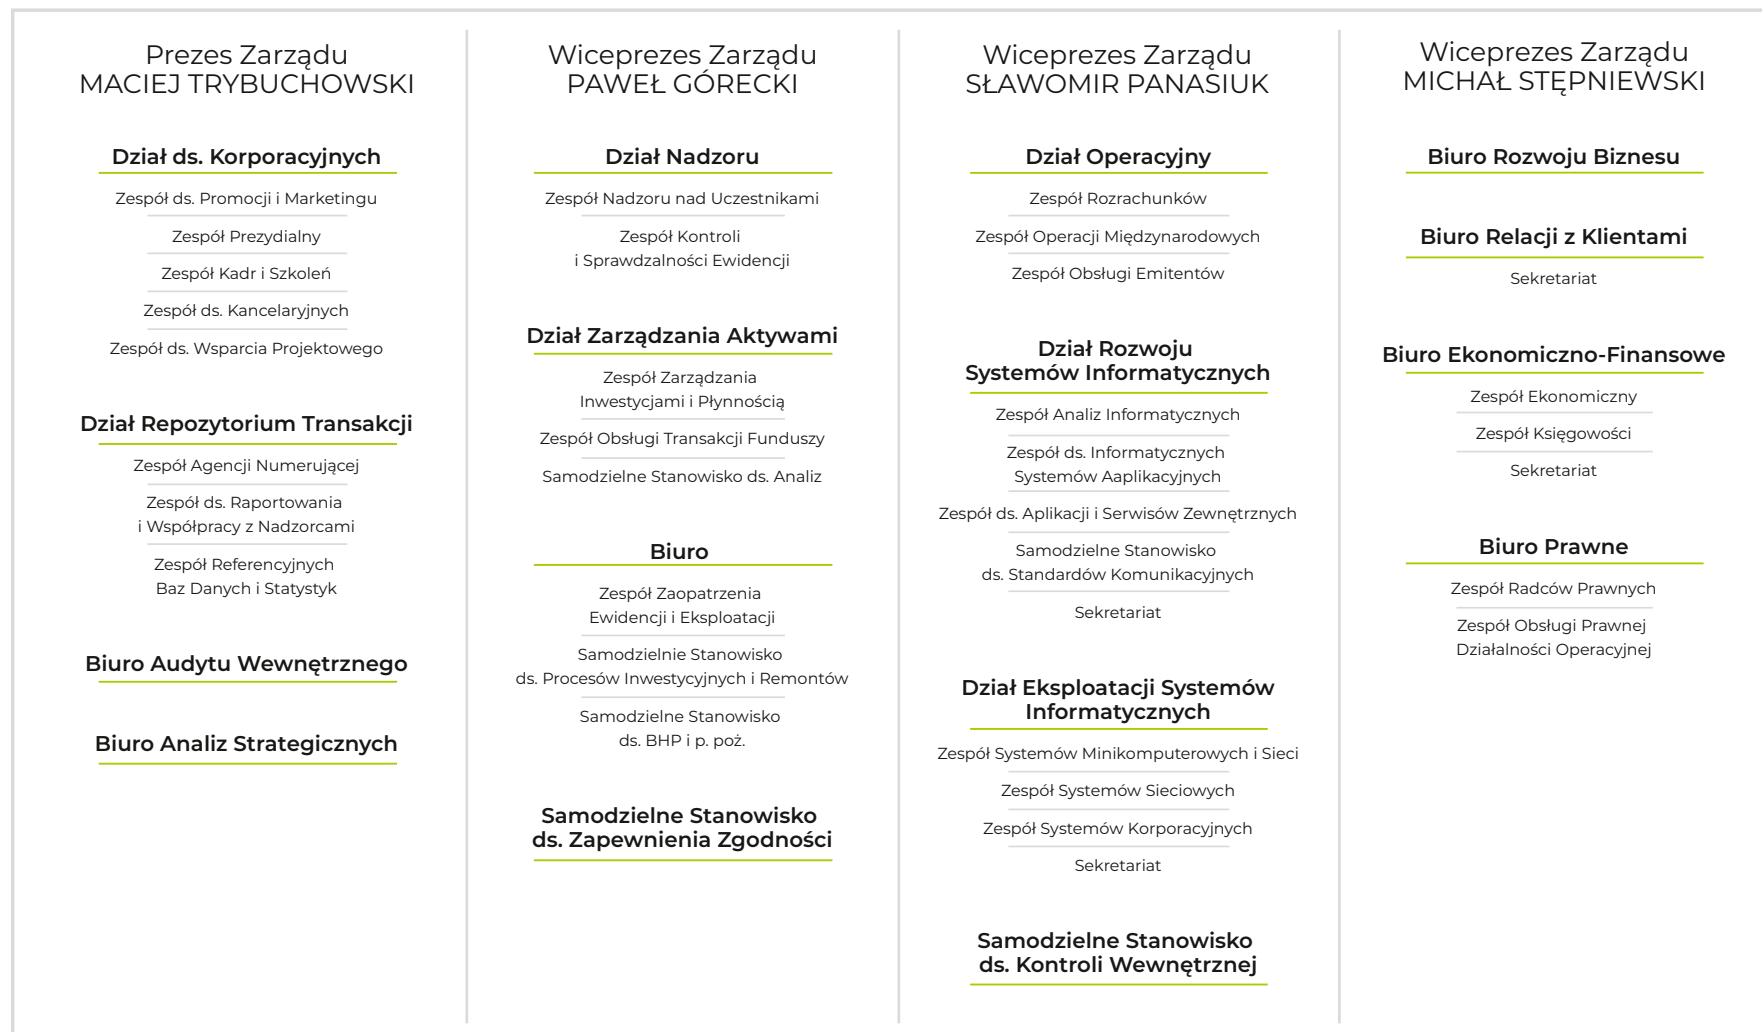 Prezes Zarządu
MACIEJ TRYBUCHOWSKI
Dział ds. Korporacyjnych
Zespół ds. Promocji i Marketingu
Zespół Prezydialny
Zespół Kadr i Szkoleń
Zespół ds. Kancelaryjnych
Zespół ds. Wsparcia Projektowego
Dział Repozytorium Transakcji
Zespół Agencji Numerującej
Zespół ds. Raportowania
i Współpracy z Nadzorcami
Zespół Referencyjnych
Baz Danych i Statystyk
Biuro Audytu Wewnętrznego
Biuro Analiz Strategicznych
Wiceprezes Zarządu
PAWEŁ GÓRECKI
Dział Nadzoru
Zespół Nadzoru nad Uczestnikami
Zespół Kontroli
i Sprawdzalności Ewidencji
Dział Zarządzania Aktywami
Zespół Zarządzania
Inwestycjami i Płynnością
Zespół Obsługi Transakcji Funduszy
Samodzielne Stanowisko ds. Analiz
Biuro
Zespół Zaopatrzenia
Ewidencji i Eksploatacji
Samodzielnie Stanowisko
ds. Procesów Inwestycyjnych i Remontów
Samodzielne Stanowisko
ds. BHP i p. poż.
Samodzielne Stanowisko
ds. Zapewnienia Zgodności
Wiceprezes Zarządu
SŁAWOMIR PANASIUK
Dział Operacyjny
Zespół Rozrachunków
Zespół Operacji Międzynarodowych
Zespół Obsługi Emitentów
Dział Rozwoju
Systemów Informatycznych
Zespół Analiz Informatycznych
Zespół ds. Informatycznych
Systemów Aaplikacyjnych
Zespół ds. Aplikacji i Serwisów Zewnętrznych
Samodzielne Stanowisko
ds. Standardów Komunikacyjnych
Sekretariat
Dział Eksploatacji Systemów
Informatycznych
Zespół Systemów Minikomputerowych i Sieci
Zespół Systemów Sieciowych
Zespół Systemów Korporacyjnych
Sekretariat
Samodzielne Stanowisko
ds. Kontroli Wewnętrznej
Wiceprezes Zarządu
MICHAŁ STĘPNIEWSKI
Biuro Rozwoju Biznesu
Biuro Relacji z Klientami
Sekretariat
Biuro Ekonomiczno-Finansowe
Zespół Ekonomiczny
Zespół Księgowości
Sekretariat
Biuro Prawne
Zespół Radców Prawnych
Zespół Obsługi Prawnej
Działalności Operacyjnej